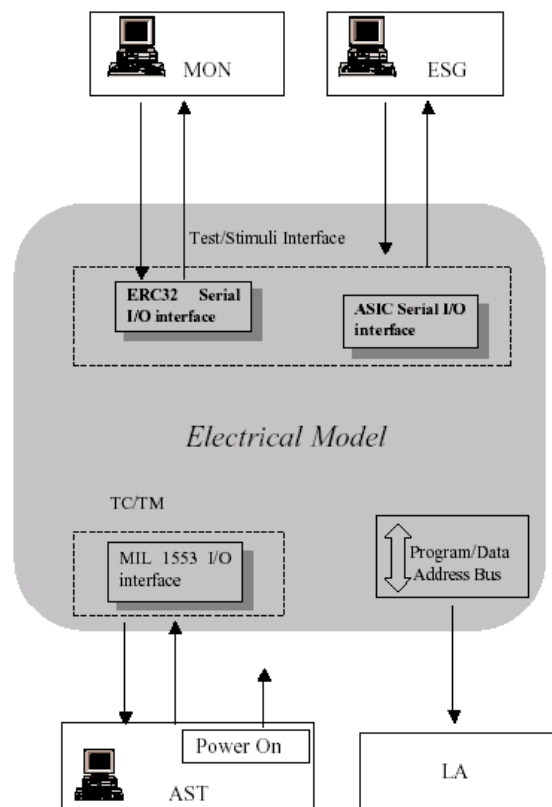 MON
ESG
Test/Stimuli Interface
ERC32 Serial
I/O interface
ASIC Serial I/O
interface
Electrical Model
TC/TM
MIL 1553 I/O
interface
Program/Data
Address Bus
Power On
AST
LA